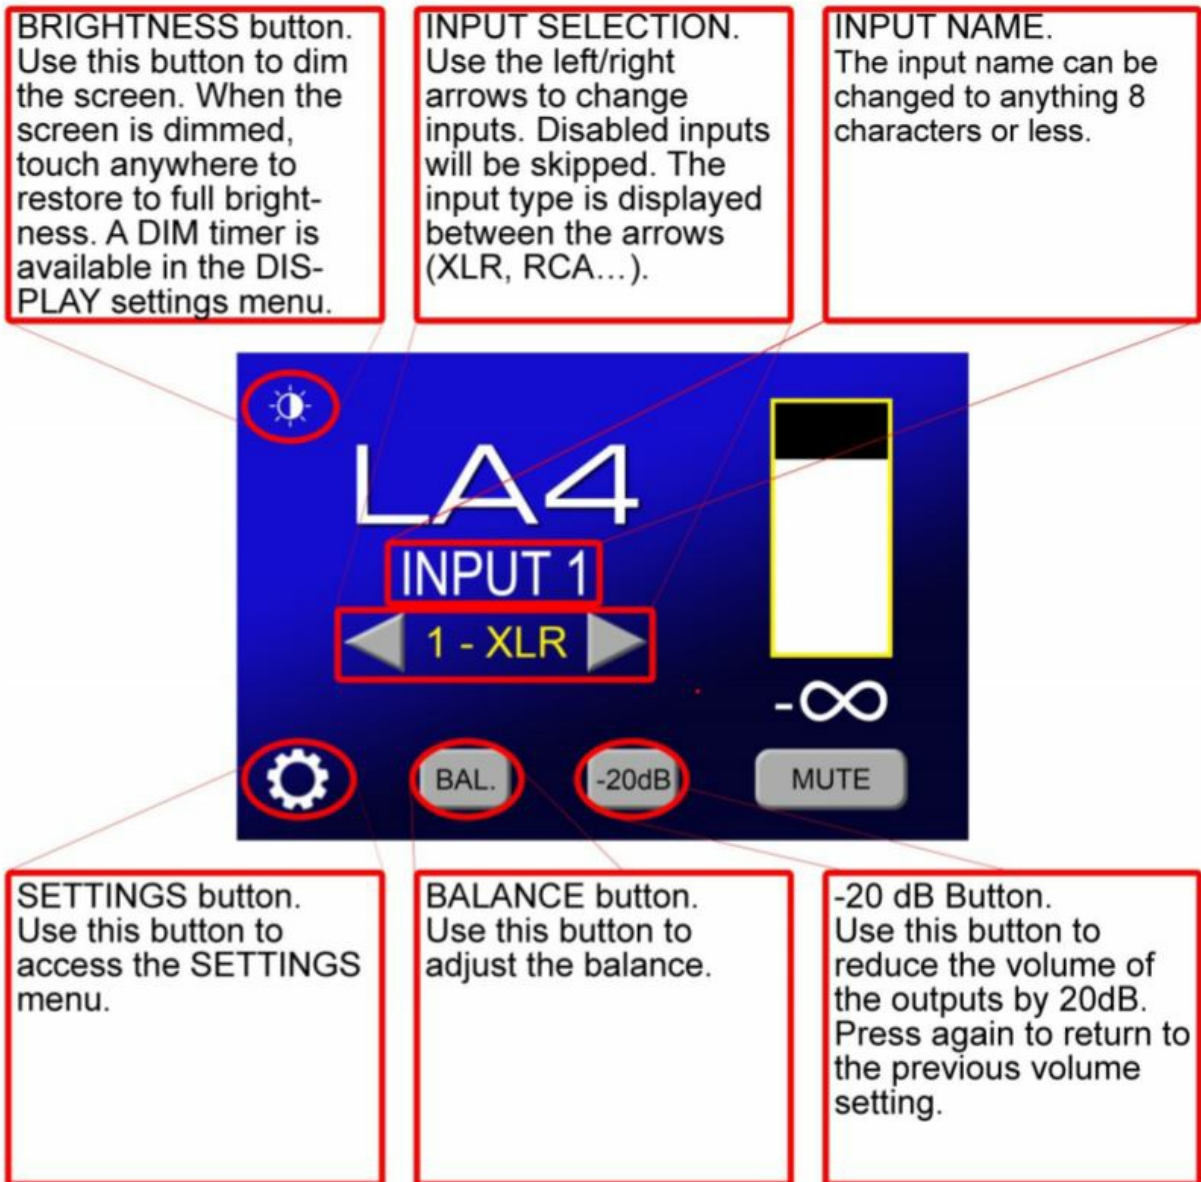 BRIGHTNESS button.
Use this button to dim
the screen. When the
screen is dimmed,
touch anywhere to
restore to full bright-
ness. A DIM timer is
available in the DIS-
PLAY settings menu.
INPUT SELECTION.
Use the left/right
arrows to change
inputs. Disabled inputs
will be skipped. The
input type is displayed
between the arrows
(XLR, RCA…).
INPUT NAME.
The input name can be
changed to anything 8
characters or less.
LA4
INPUT 1
1 - XLR
-∞
BAL.
-20dB
MUTE
SETTINGS button.
Use this button to
access the SETTINGS
menu.
BALANCE button.
Use this button to
adjust the balance.
-20 dB Button.
Use this button to
reduce the volume of
the outputs by 20dB.
Press again to return to
the previous volume
setting.